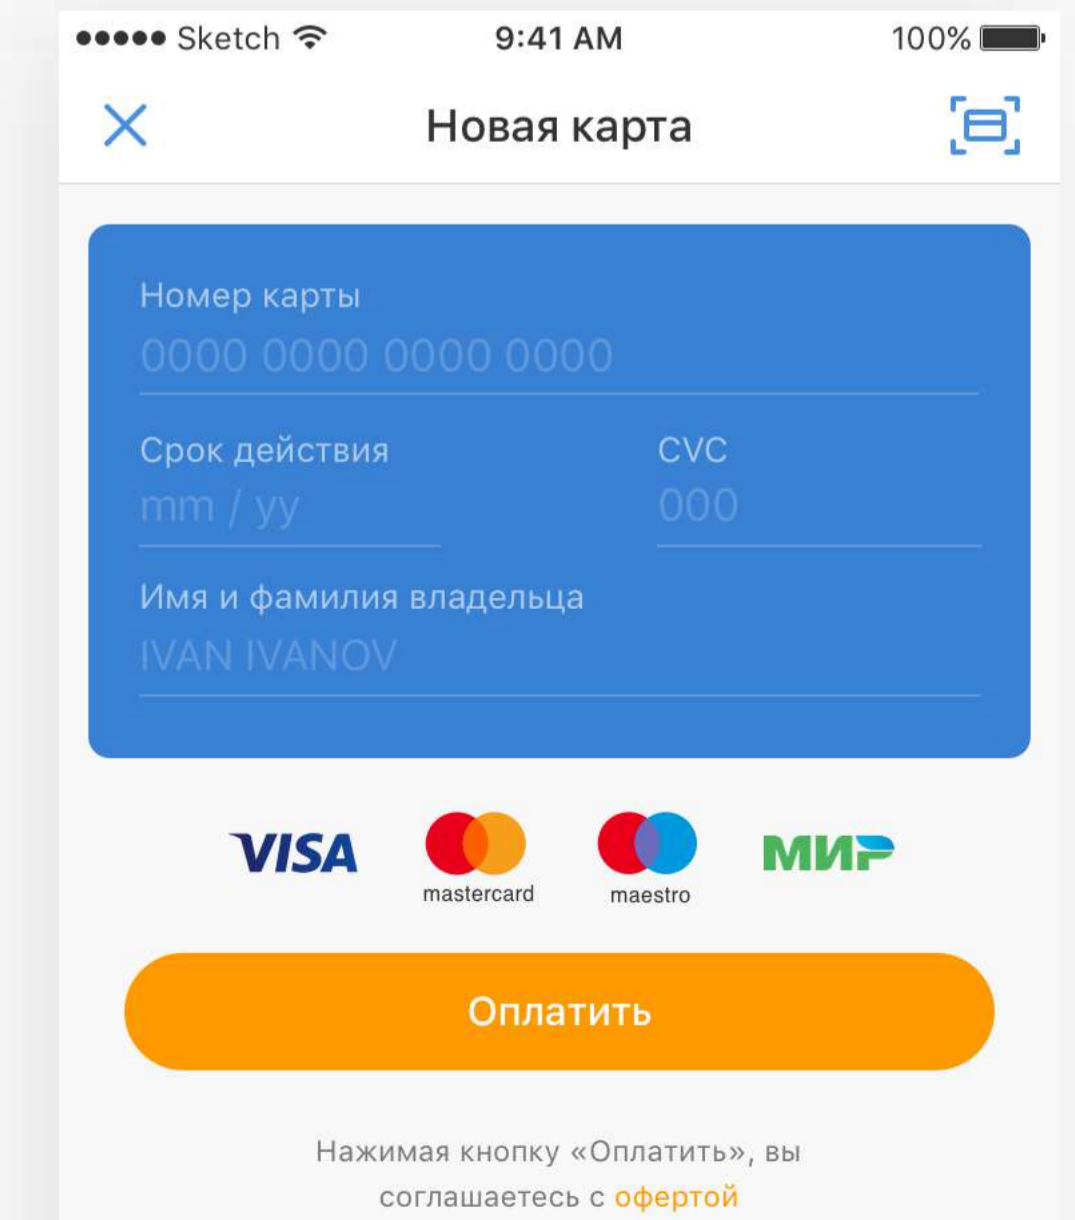 Sketch 9:41 AM 100%
Новая карта
Номер карты
0000 0000 0000 0000
Срок действия CVC
mm / yy 000
Имя и фамилия владельца
IVAN IVANOV
VISA mastercard maestro МИР
Оплатить
Нажимая кнопку «Оплатить», вы
соглашаетесь с офертой